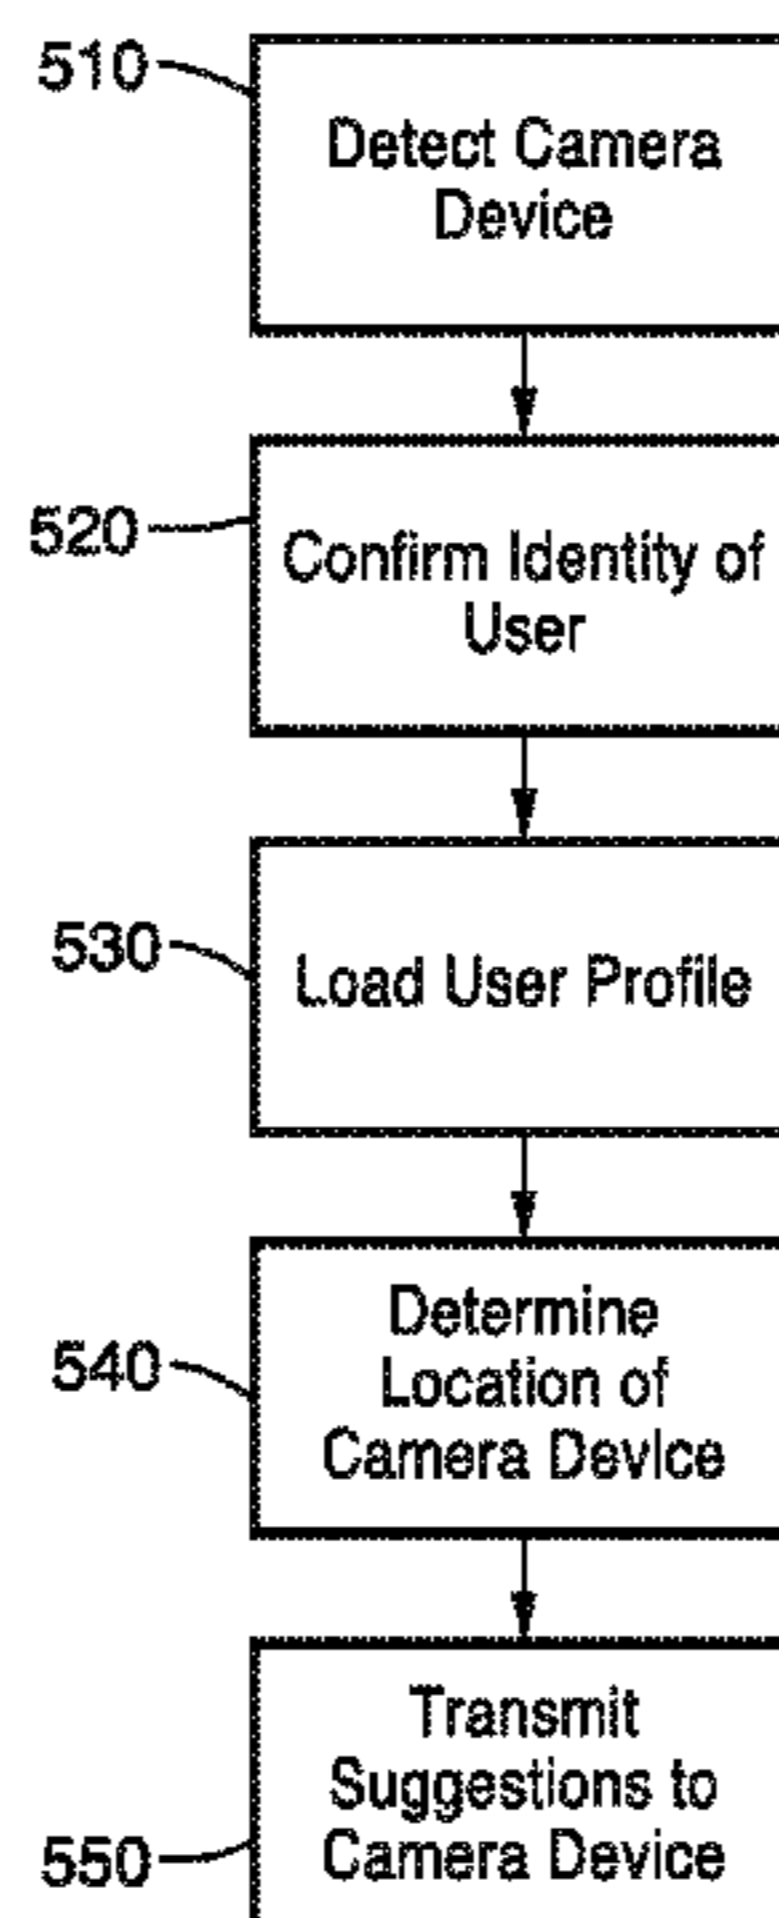 510
Detect Camera
Device
520
Confirm Identity of
User
530
Load User Profile
540
Determine
Location of
Camera Device
550
Transmit
Suggestions to
Camera Device